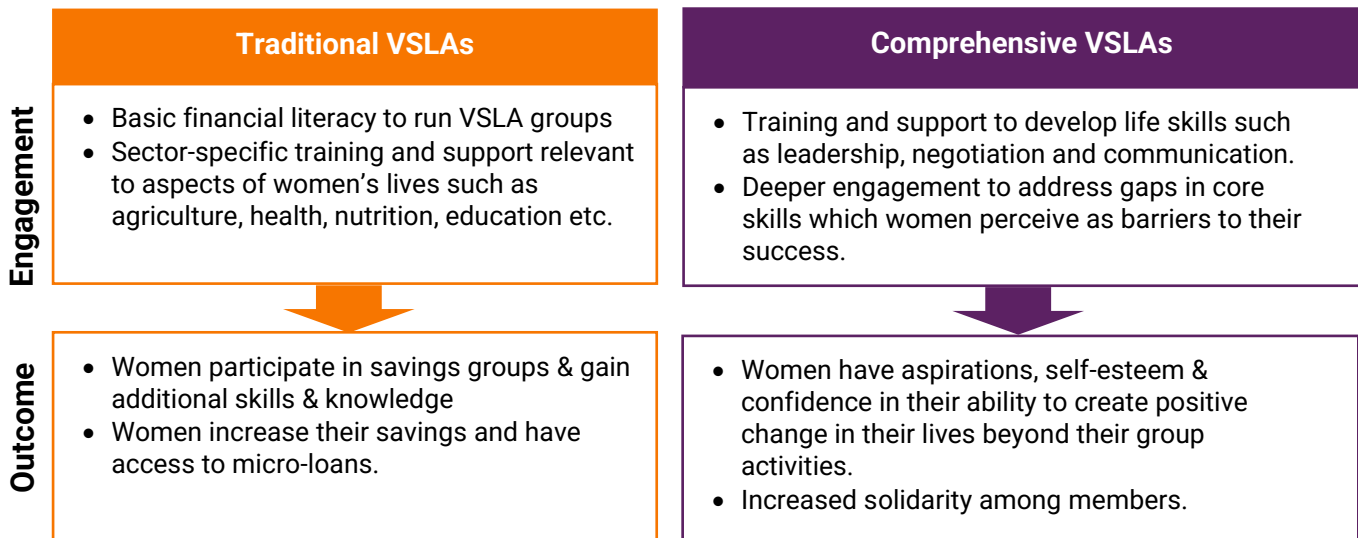 Traditional VSLAs
Comprehensive VSLAs
Engagement
• Basic financial literacy to run VSLA groups
• Sector-specific training and support relevant
to aspects of women’s lives such as
agriculture, health, nutrition, education etc.
• Training and support to develop life skills such
as leadership, negotiation and communication.
• Deeper engagement to address gaps in core
skills which women perceive as barriers to their
success.
Outcome
• Women participate in savings groups & gain
additional skills & knowledge
• Women increase their savings and have
access to micro-loans.
• Women have aspirations, self-esteem &
confidence in their ability to create positive
change in their lives beyond their group
activities.
• Increased solidarity among members.